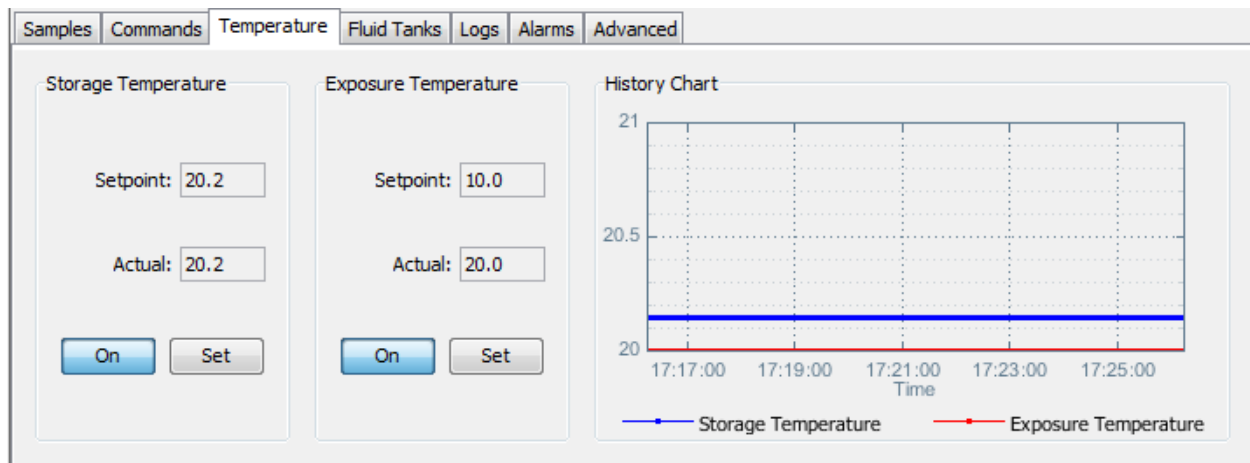 Samples Commands Temperature Fluid Tanks Logs Alarms Advanced
Storage Temperature
Setpoint: 20.2
Actual: 20.2
On Set
Exposure Temperature
Setpoint: 10.0
Actual: 20.0
On Set
History Chart
21
20.5
20
17:17:00 17:19:00 17:21:00 17:23:00 17:25:00
Time
Storage Temperature Exposure Temperature